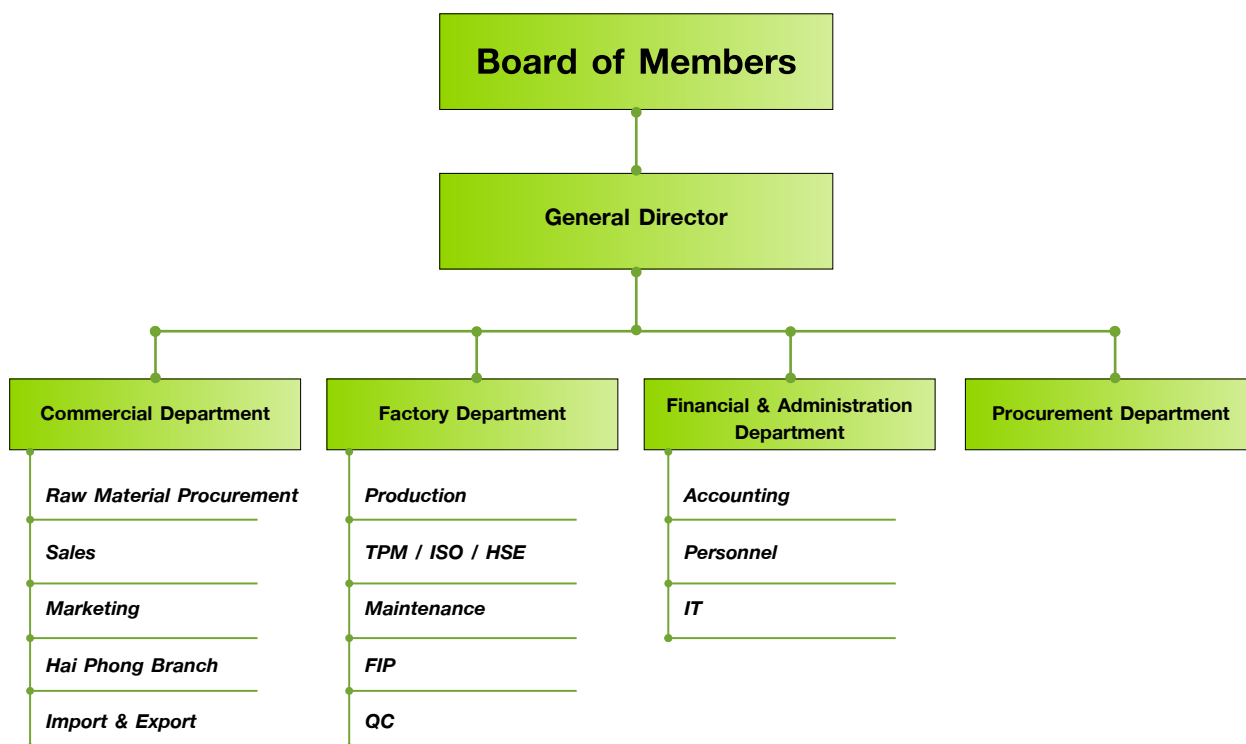 Board of Members
General Director
Commercial Department
Factory Department
Financial & Administration
Department
Procurement Department
Raw Material Procurement
Sales
Marketing
Hai Phong Branch
Import & Export
Production
TPM / ISO / HSE
Maintenance
FIP
QC
Accounting
Personnel
IT